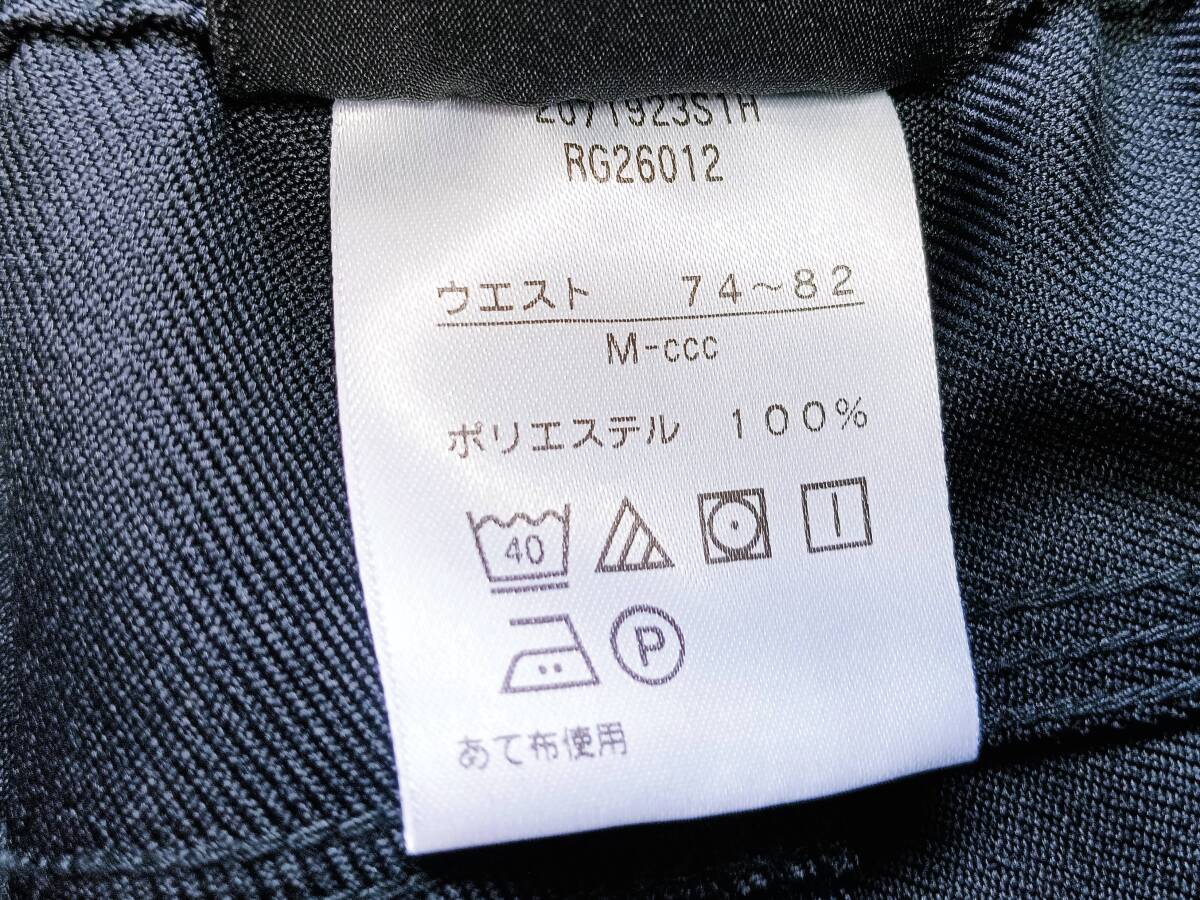 2671923S1H
RG26012
ウエスト 74～82
M-ccc
ポリエステル 100%
40
P
あて布使用